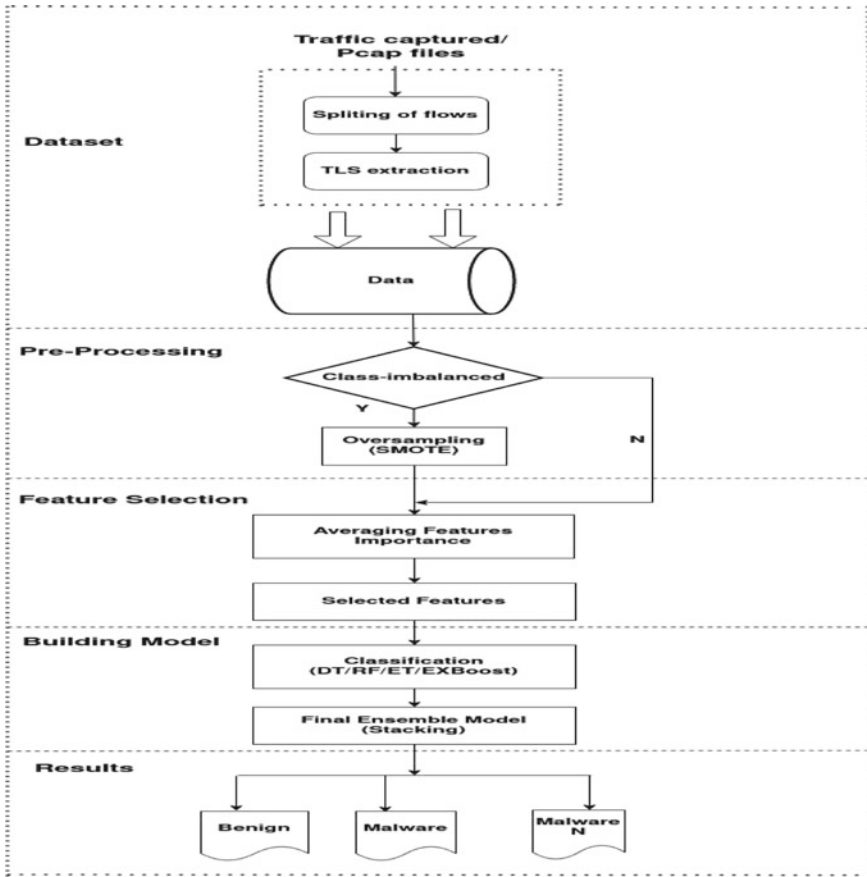 Traffic captured/
Pcap files
Spliting of flows
Dataset
TLS extraction
Data
Pre-Processing
Class-imbalanced
Y
Oversampling
(SMOTE)
N
Feature Selection
Averaging Features
Importance
Selected Features
Building Model
Classification
(DT/RF/ET/EXBoost)
Final Ensemble Model
(Stacking)
Results
Benign
Malware
Malware
N